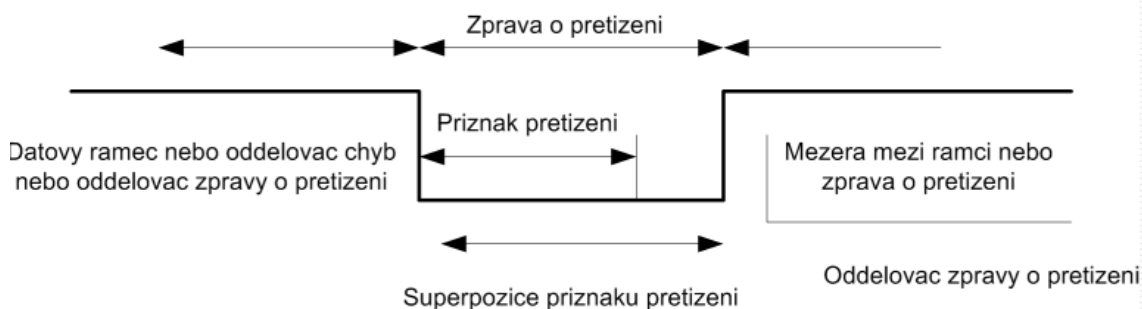 Zprava o pretizeni
Priznak pretizeni
Datovy ramec nebo oddelovac chyb
nebo oddelovac zpravy o pretizeni
Mezera mezi ramci nebo
zprava o pretizeni
Oddelovac zpravy o pretizeni
Superpozice priznaku pretizeni